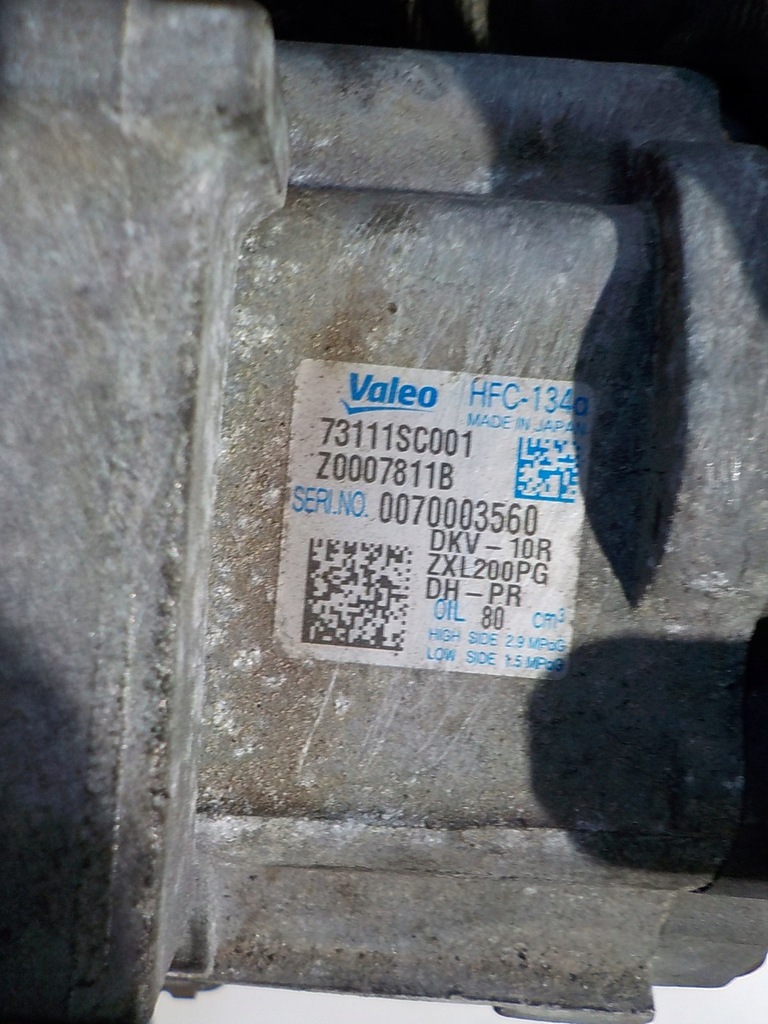 Valeo HFC-134a
MADE IN JAPAN
73111SC001
Z0007811B
SERI.NO. 0070003560
DKV-10R
ZXL200PG
DH-PR
OIL 80 cm³
HIGH SIDE 2.9 MPaG
LOW SIDE 1.5 MPaG